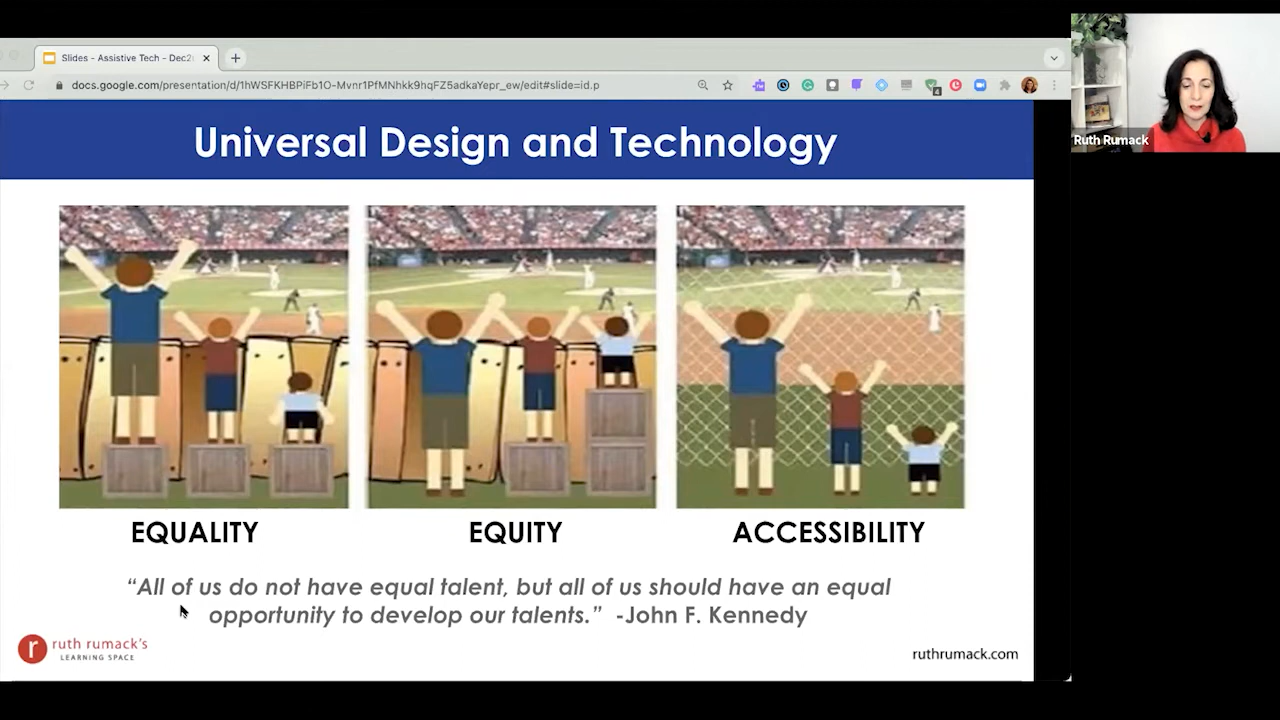 Slides - Assistive Tech - Dec2
docs.google.com/presentation/d/1hWSFKHBPiFb1O-Mvnr1PfMNhkk9hqFZ5adkaYepr_ew/edit#slide=id.p
Ruth Rumack
Universal Design and Technology
EQUALITY
EQUITY
ACCESSIBILITY
“All of us do not have equal talent, but all of us should have an equal
opportunity to develop our talents.” -John F. Kennedy
r
ruth rumack's
LEARNING SPACE
ruthrumack.com